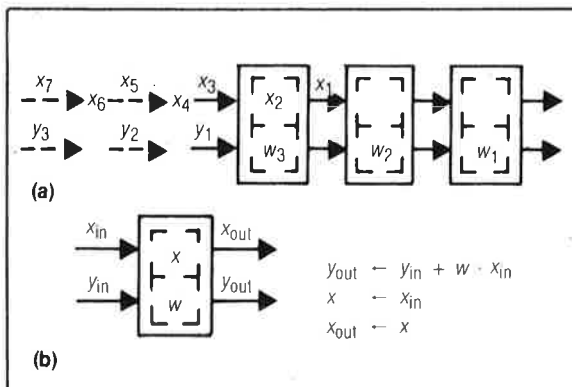 x7 x6 x5 x4 x3 x2 x1
y3 y2 y1 w3 w2 w1
(a)
xin x xout
yin w yout
yout ← yin + w · xin
x ← xin
xout ← x
(b)